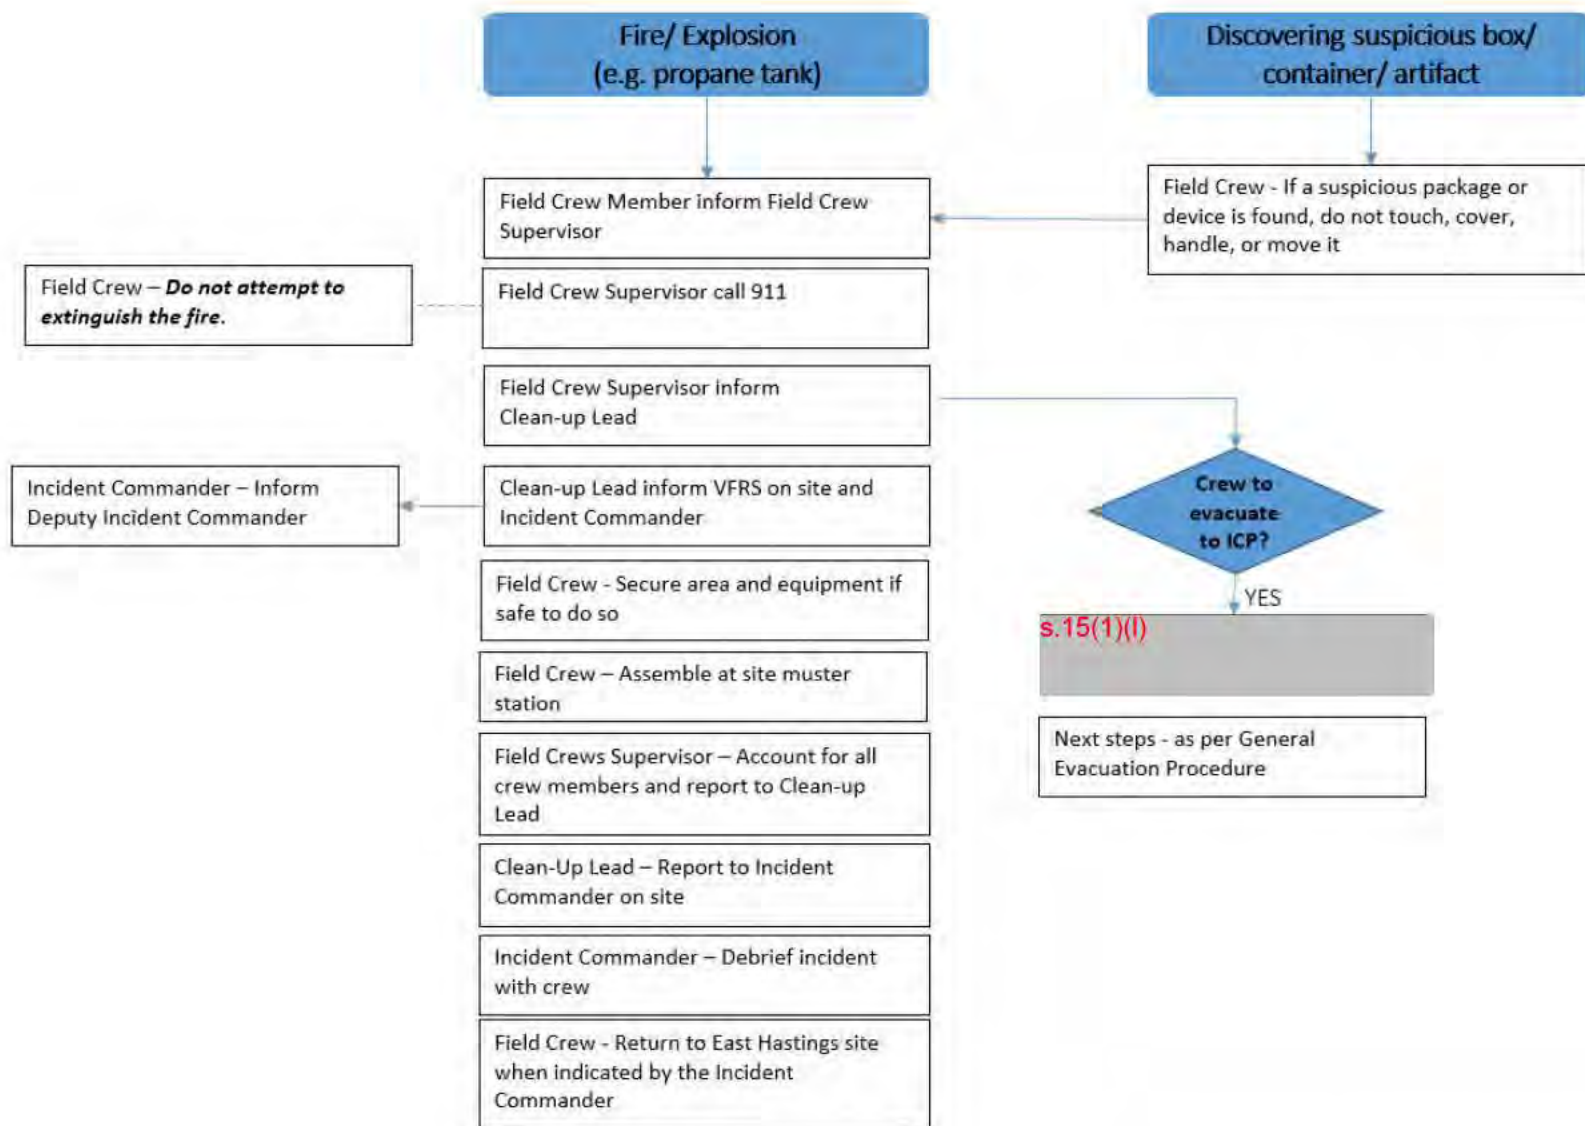 Fire/ Explosion
(e.g. propane tank)
Discovering suspicious box/
container/ artifact
Field Crew Member inform Field Crew
Supervisor
Field Crew - If a suspicious package or
device is found, do not touch, cover,
handle, or move it
Field Crew – Do not attempt to
extinguish the fire.
Field Crew Supervisor call 911
Field Crew Supervisor inform
Clean-up Lead
Incident Commander – Inform
Deputy Incident Commander
Clean-up Lead inform VFRS on site and
Incident Commander
Crew to
evacuate
to ICP?
YES
s.15(1)(l)
Next steps - as per General
Evacuation Procedure
Field Crew - Secure area and equipment if
safe to do so
Field Crew – Assemble at site muster
station
Field Crews Supervisor – Account for all
crew members and report to Clean-up
Lead
Clean-Up Lead – Report to Incident
Commander on site
Incident Commander – Debrief incident
with crew
Field Crew - Return to East Hastings site
when indicated by the Incident
Commander